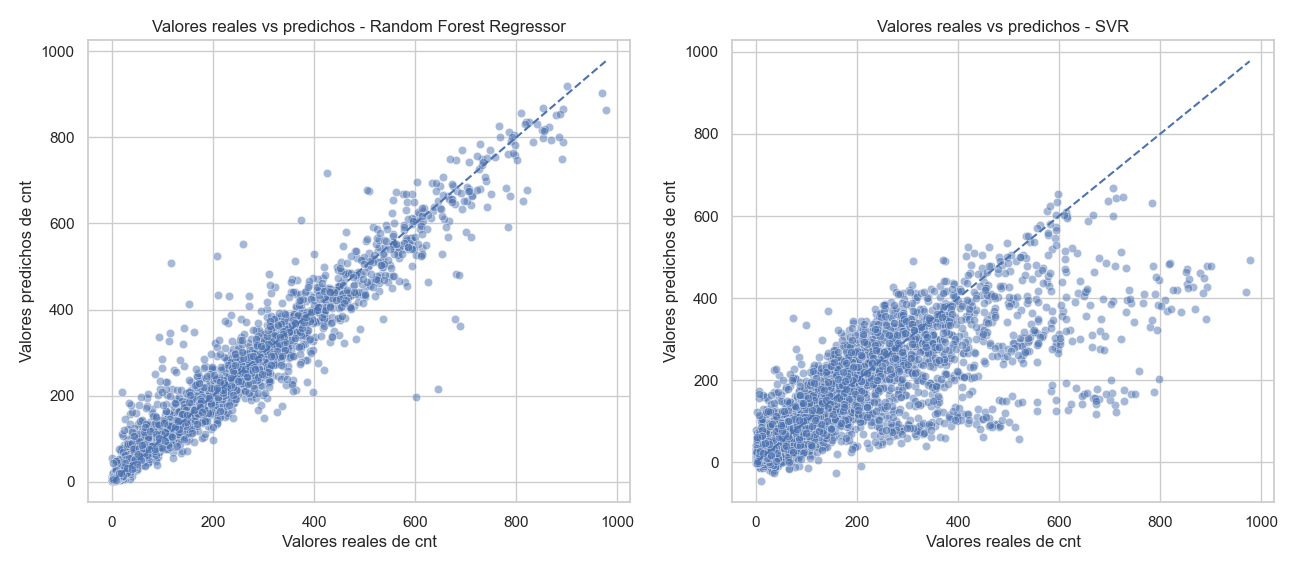 Valores reales vs predichos - Random Forest Regressor
Valores predichos de cnt
1000
800
600
400
200
0
0 200 400 600 800 1000
Valores reales de cnt
Valores reales vs predichos - SVR
Valores predichos de cnt
1000
800
600
400
200
0
0 200 400 600 800 1000
Valores reales de cnt